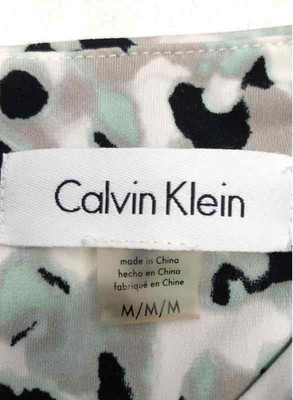 Calvin Klein
made in China
hecho en China
fabriqué en Chine
M/M/M